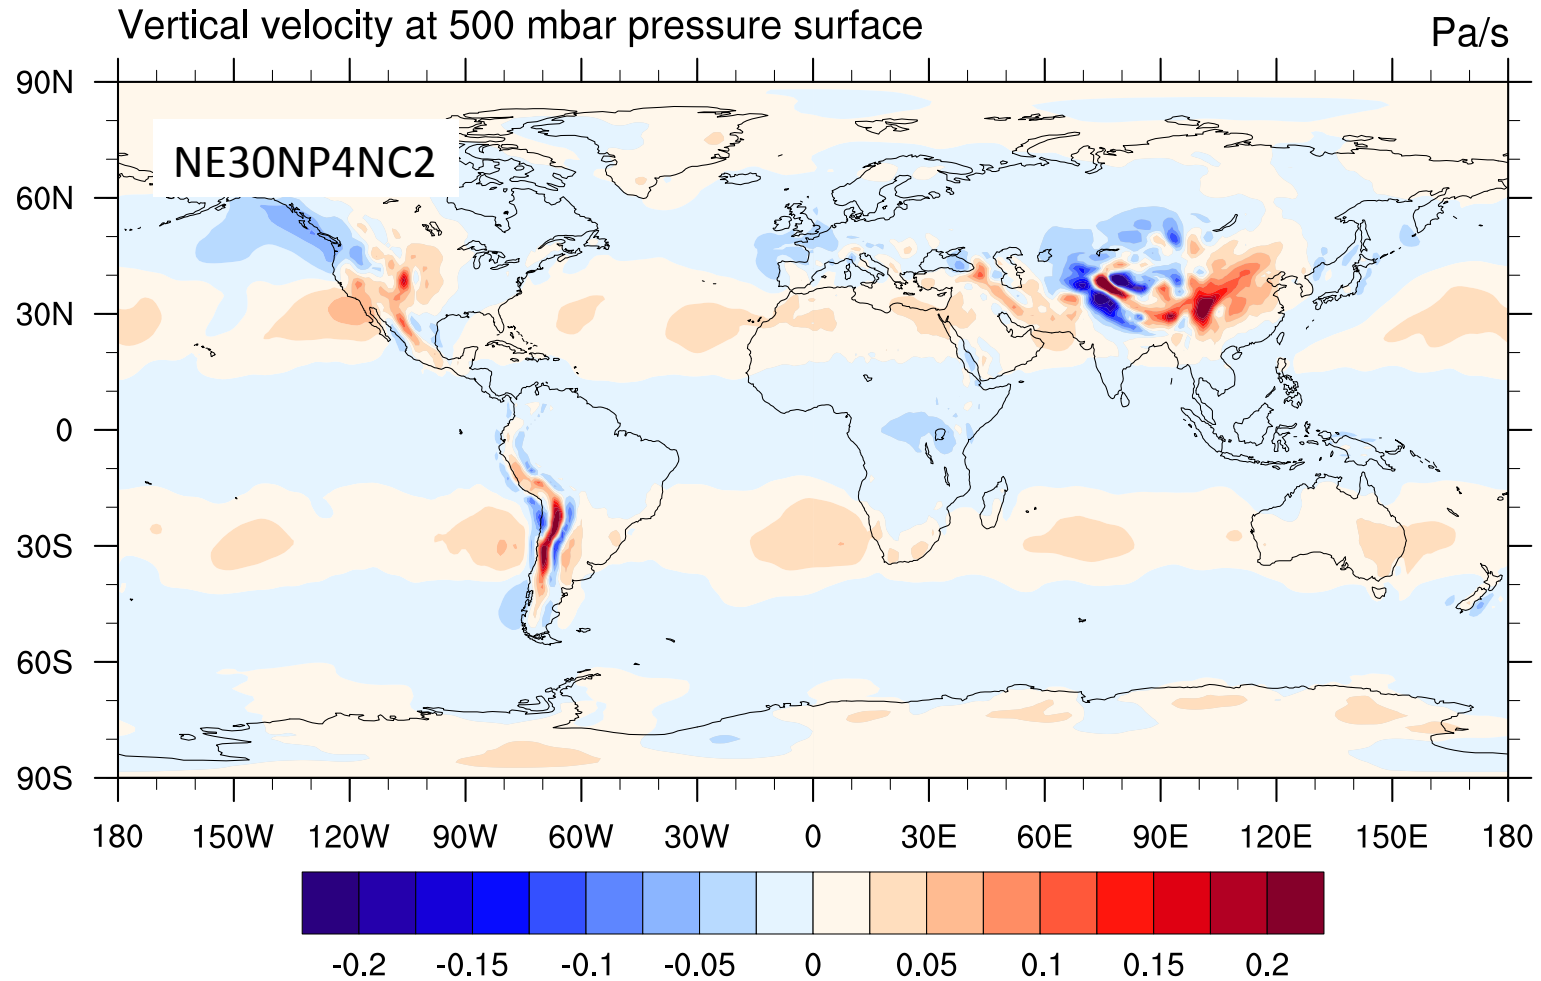 Vertical velocity at 500 mbar pressure surface
Pa/s
NE30NP4NC2
90N
60N
30N
0
30S
60S
90S
180 150W 120W 90W 60W 30W 0 30E 60E 90E 120E 150E 180
-0.2 -0.15 -0.1 -0.05 0 0.05 0.1 0.15 0.2